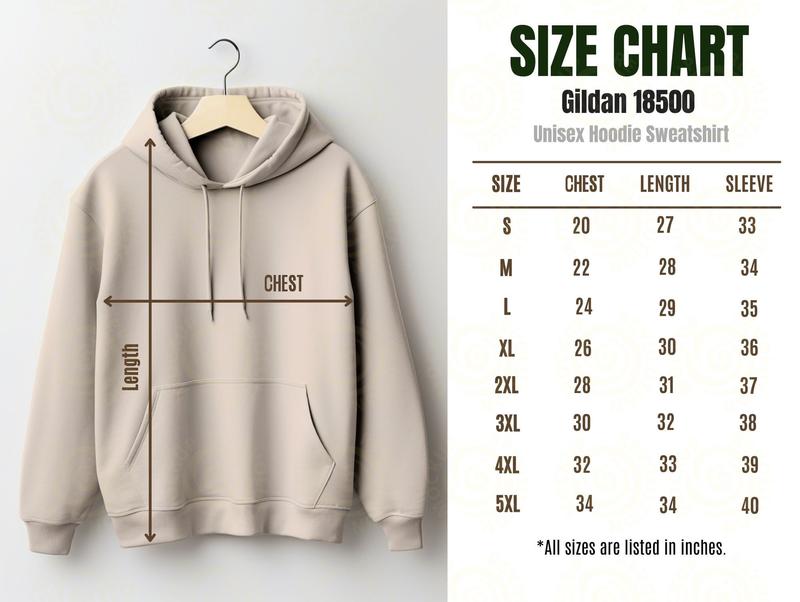 SIZE CHART
Gildan 18500
Unisex Hoodie Sweatshirt
SIZE CHEST LENGTH SLEEVE
S 20 27 33
M 22 28 34
L 24 29 35
XL 26 30 36
2XL 28 31 37
3XL 30 32 38
4XL 32 33 39
5XL 34 34 40
*All sizes are listed in inches.
CHEST
Length